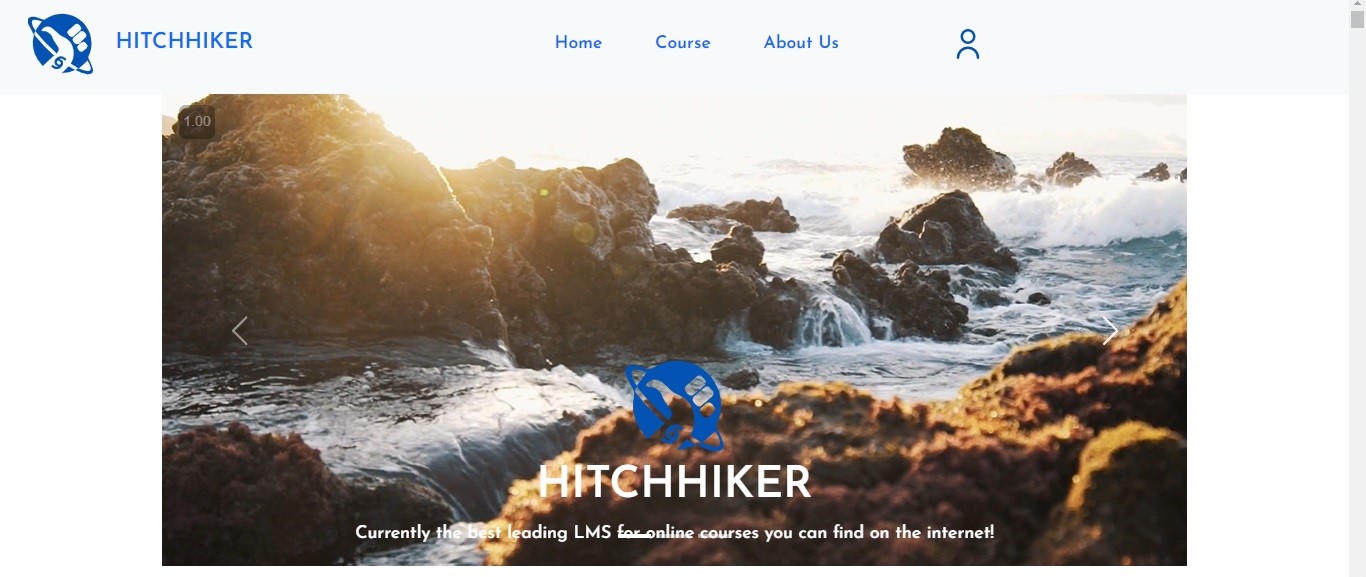 HITCHHIKER
Home Course About Us
1.00
HITCHHIKER
Currently the best leading LMS for online courses you can find on the internet!